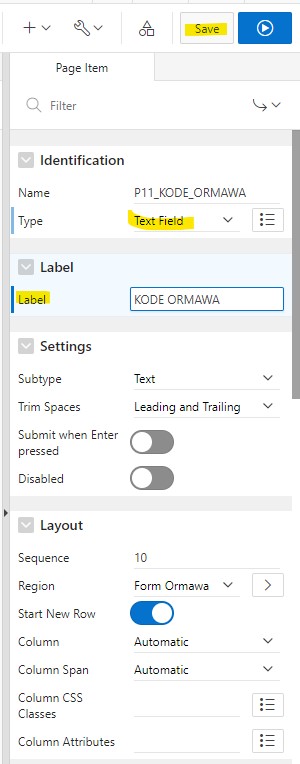 Save
Page Item
Filter
Identification
Name P11_KODE_ORMAWA
Type Text Field
Label
Label KODE ORMAWA
Settings
Subtype Text
Trim Spaces Leading and Trailing
Submit when Enter
pressed
Disabled
Layout
Sequence 10
Region Form Ormawa
Start New Row
Column Automatic
Column Span Automatic
Column CSS
Classes
Column Attributes